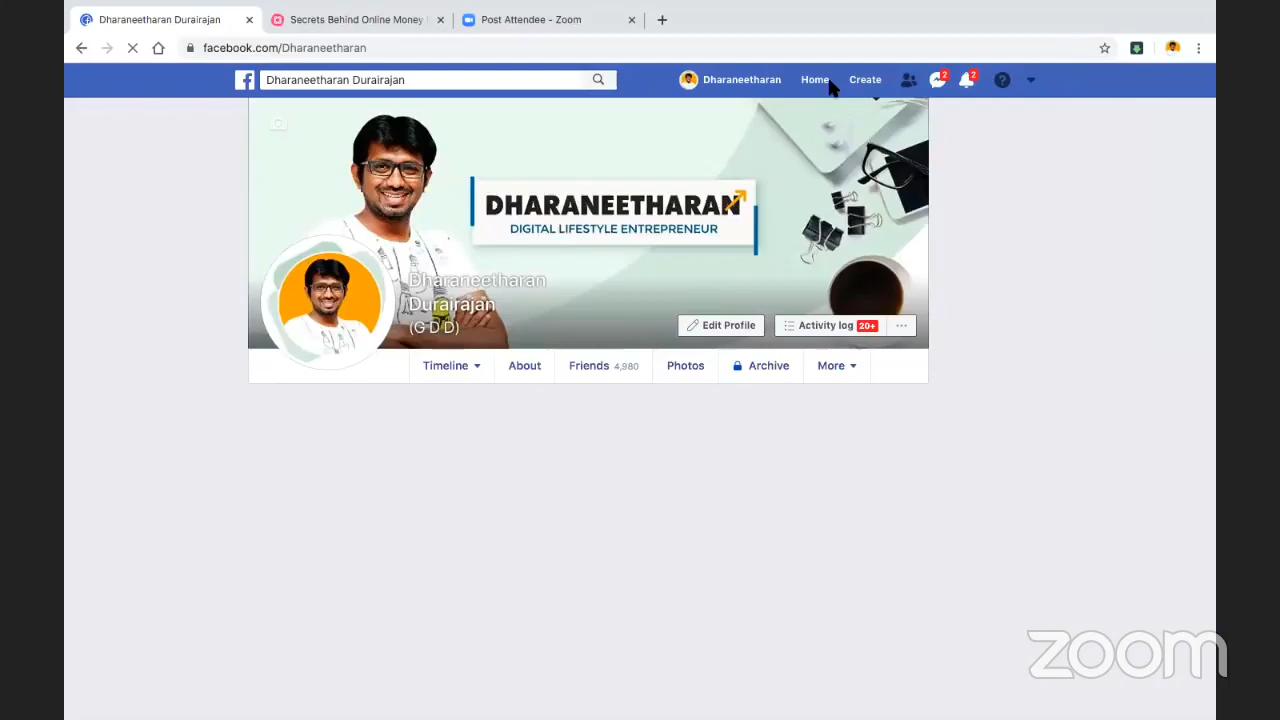 Dharaneetharan Durairajan
Secrets Behind Online Money
Post Attendee - Zoom
facebook.com/Dharaneetharan
Dharaneetharan Durairajan
Dharaneetharan
Home
Create
2
2
DHARANEETHARAN
DIGITAL LIFESTYLE ENTREPRENEUR
Dharaneetharan
Durairajan
(G D D)
Edit Profile
Activity log 20+
Timeline
About
Friends 4,980
Photos
Archive
More
zoom